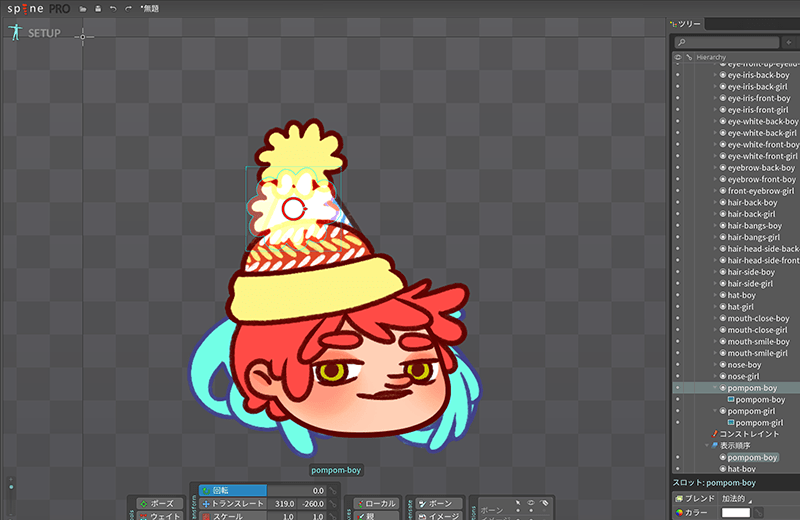 spine PRO *無題
SETUP
ツリー
Hierarchy
eye-front-up-eyelid
eye-iris-back-boy
eye-iris-back-girl
eye-iris-front-boy
eye-iris-front-girl
eye-white-back-boy
eye-white-back-girl
eye-white-front-boy
eye-white-front-girl
eyebrow-back-boy
eyebrow-front-boy
front-eyebrow-girl
hair-back-boy
hair-back-girl
hair-bangs-boy
hair-bangs-girl
hair-head-side-back
hair-head-side-front
hair-side-boy
hair-side-girl
hat-boy
hat-girl
mouth-close-boy
mouth-close-girl
mouth-smile-boy
mouth-smile-girl
nose-boy
nose-girl
pompom-boy
pompom-boy
pompom-girl
pompom-girl
コンストレイント
表示順序
pompom-boy
hat-boy
スロット: pompom-boy
ブレンド 加法的
カラー
pompom-boy
ポーズ
ウェイト
回転 0.0
トランスレート 319.0 -260.0
スケール 1.0 1.0
ローカル
親
ボーン
イメージ
ボーン
イメージ